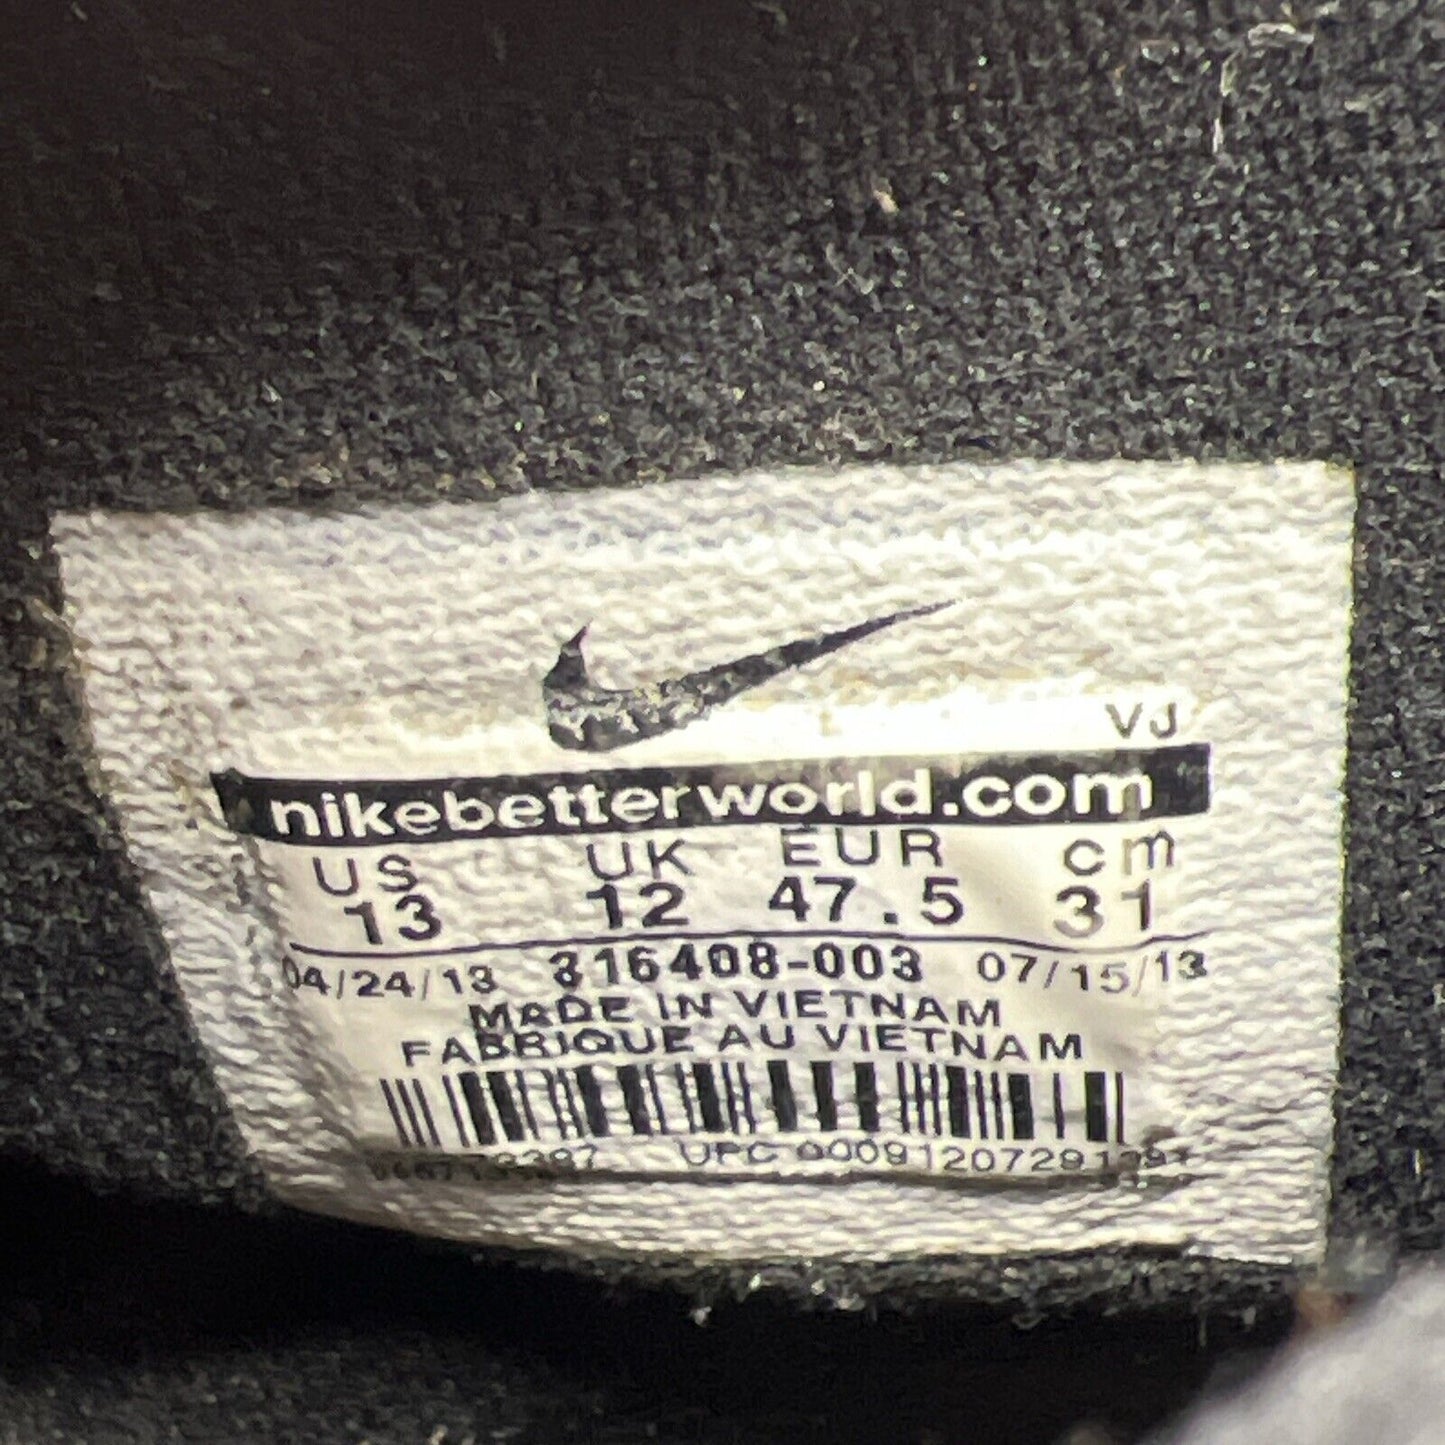 VJ
nikebetterworld.com
US UK EUR cm
13 12 47.5 31
04/24/13 316408-003 07/15/13
MADE IN VIETNAM
FABRIQUE AU VIETNAM
UPC